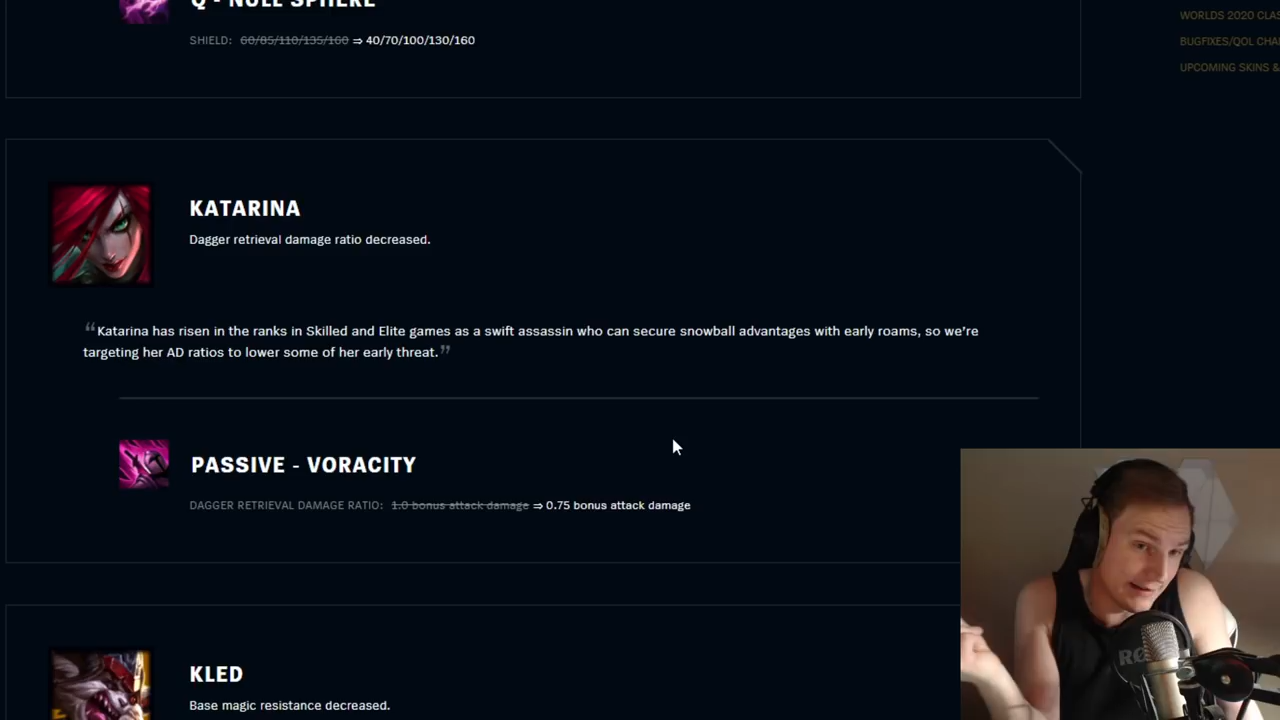 Q - NULL SPHERE
SHIELD: 60/85/110/135/160 ⇒ 40/70/100/130/160
WORLDS 2020 CLA
BUGFIXES/QOL CHA
UPCOMING SKINS &
KATARINA
Dagger retrieval damage ratio decreased.
“Katarina has risen in the ranks in Skilled and Elite games as a swift assassin who can secure snowball advantages with early roams, so we’re
targeting her AD ratios to lower some of her early threat.”
PASSIVE - VORACITY
DAGGER RETRIEVAL DAMAGE RATIO: 1.0 bonus attack damage ⇒ 0.75 bonus attack damage
KLED
Base magic resistance decreased.